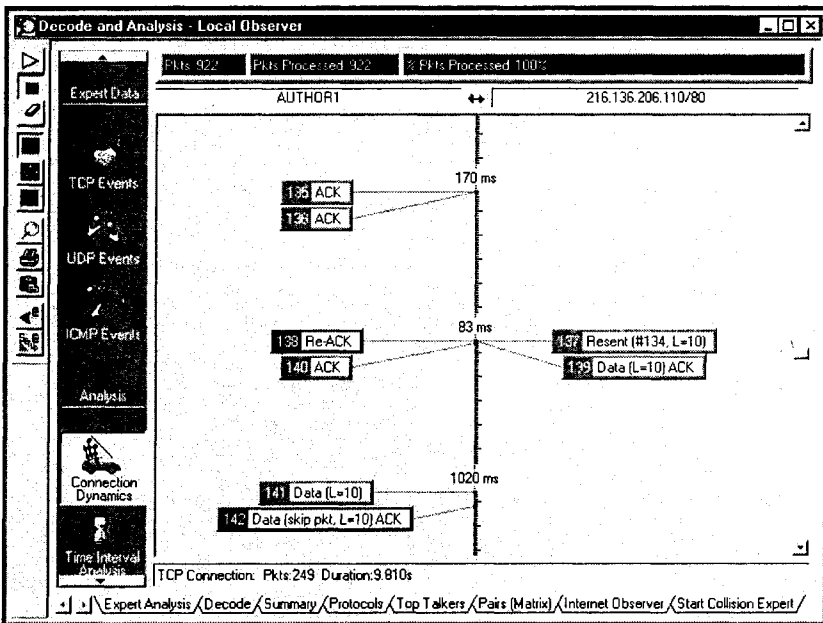 Decode and Analysis - Local Observer
Pkts: 922 Pkts Processed: 922 % Pkts Processed: 100%
Expert Data
AUTHOR1 ↔ 216.136.206.110/80
TCP Events
UDP Events
ICMP Events
Analysis
Connection Dynamics
Time Interval Analysis
170 ms
ACK
ACK
83 ms
138 Re-ACK
137 Resent (#134, L=10)
140 ACK
139 Data (L=10) ACK
1020 ms
141 Data (L=10)
142 Data (skip pkt, L=10) ACK
TCP Connection: Pkts:249 Duration:9.810s
Expert Analysis / Decode / Summary / Protocols / Top Talkers / Pairs (Matrix) / Internet Observer / Start Collision Expert /